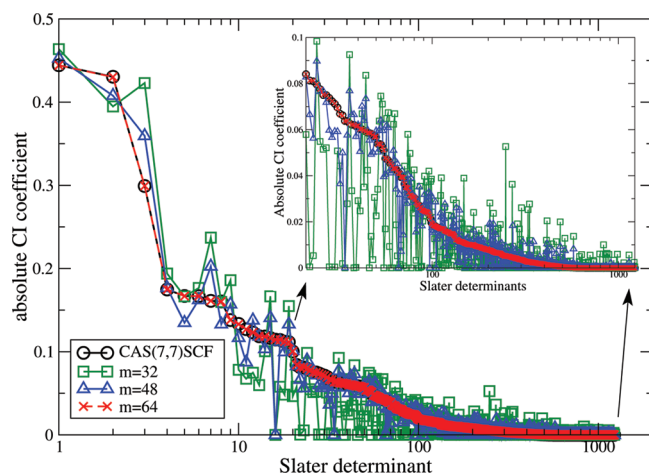 0.5
0.4
0.3
0.2
0.1
0
absolute CI coefficient
1
10
100
1000
Slater determinant
CAS(7,7)SCF
m=32
m=48
m=64
0.1
0.08
0.06
0.04
0.02
0
Absolute CI coefficient
100
1000
Slater determinants